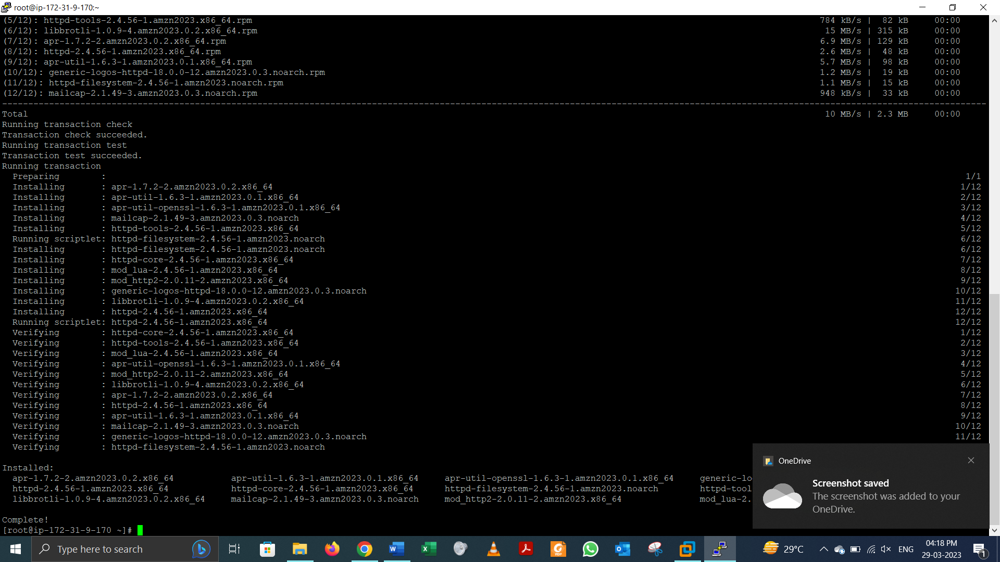 root@ip-172-31-9-170:~
(5/12): httpd-tools-2.4.56-1.amzn2023.x86_64.rpm 784 kB/s | 82 kB 00:00
(6/12): libbrotli-1.0.9-4.amzn2023.0.2.x86_64.rpm 15 MB/s | 315 kB 00:00
(7/12): apr-1.7.2-2.amzn2023.0.2.x86_64.rpm 6.9 MB/s | 129 kB 00:00
(8/12): httpd-2.4.56-1.amzn2023.x86_64.rpm 2.6 MB/s | 48 kB 00:00
(9/12): apr-util-1.6.3-1.amzn2023.0.1.x86_64.rpm 5.7 MB/s | 98 kB 00:00
(10/12): generic-logos-httpd-18.0.0-12.amzn2023.0.3.noarch.rpm 1.2 MB/s | 19 kB 00:00
(11/12): httpd-filesystem-2.4.56-1.amzn2023.noarch.rpm 1.1 MB/s | 15 kB 00:00
(12/12): mailcap-2.1.49-3.amzn2023.0.3.noarch.rpm 948 kB/s | 33 kB 00:00
Total 10 MB/s | 2.3 MB 00:00
Running transaction check
Transaction check succeeded.
Running transaction test
Transaction test succeeded.
Running transaction
Preparing : 1/1
Installing : apr-1.7.2-2.amzn2023.0.2.x86_64 1/12
Installing : apr-util-1.6.3-1.amzn2023.0.1.x86_64 2/12
Installing : apr-util-openssl-1.6.3-1.amzn2023.0.1.x86_64 3/12
Installing : mailcap-2.1.49-3.amzn2023.0.3.noarch 4/12
Installing : httpd-tools-2.4.56-1.amzn2023.x86_64 5/12
Running scriptlet: httpd-filesystem-2.4.56-1.amzn2023.noarch 6/12
Installing : httpd-filesystem-2.4.56-1.amzn2023.noarch 6/12
Installing : httpd-core-2.4.56-1.amzn2023.x86_64 7/12
Installing : mod_lua-2.4.56-1.amzn2023.x86_64 8/12
Installing : mod_http2-2.0.11-2.amzn2023.x86_64 9/12
Installing : generic-logos-httpd-18.0.0-12.amzn2023.0.3.noarch 10/12
Installing : libbrotli-1.0.9-4.amzn2023.0.2.x86_64 11/12
Installing : httpd-2.4.56-1.amzn2023.x86_64 12/12
Running scriptlet: httpd-2.4.56-1.amzn2023.x86_64 12/12
Verifying : httpd-core-2.4.56-1.amzn2023.x86_64 1/12
Verifying : httpd-tools-2.4.56-1.amzn2023.x86_64 2/12
Verifying : mod_lua-2.4.56-1.amzn2023.x86_64 3/12
Verifying : apr-util-openssl-1.6.3-1.amzn2023.0.1.x86_64 4/12
Verifying : mod_http2-2.0.11-2.amzn2023.x86_64 5/12
Verifying : libbrotli-1.0.9-4.amzn2023.0.2.x86_64 6/12
Verifying : apr-1.7.2-2.amzn2023.0.2.x86_64 7/12
Verifying : httpd-2.4.56-1.amzn2023.x86_64 8/12
Verifying : apr-util-1.6.3-1.amzn2023.0.1.x86_64 9/12
Verifying : mailcap-2.1.49-3.amzn2023.0.3.noarch 10/12
Verifying : generic-logos-httpd-18.0.0-12.amzn2023.0.3.noarch 11/12
Verifying : httpd-filesystem-2.4.56-1.amzn2023.noarch
Installed:
apr-1.7.2-2.amzn2023.0.2.x86_64 apr-util-1.6.3-1.amzn2023.0.1.x86_64 apr-util-openssl-1.6.3-1.amzn2023.0.1.x86_64 generic-lo
httpd-2.4.56-1.amzn2023.x86_64 httpd-core-2.4.56-1.amzn2023.x86_64 httpd-filesystem-2.4.56-1.amzn2023.noarch httpd-tool
libbrotli-1.0.9-4.amzn2023.0.2.x86_64 mailcap-2.1.49-3.amzn2023.0.3.noarch mod_http2-2.0.11-2.amzn2023.x86_64 mod_lua-2.
Complete!
[root@ip-172-31-9-170 ~]#
OneDrive
Screenshot saved
The screenshot was added to your
OneDrive.
Type here to search
29°C
ENG
04:18 PM
29-03-2023
1